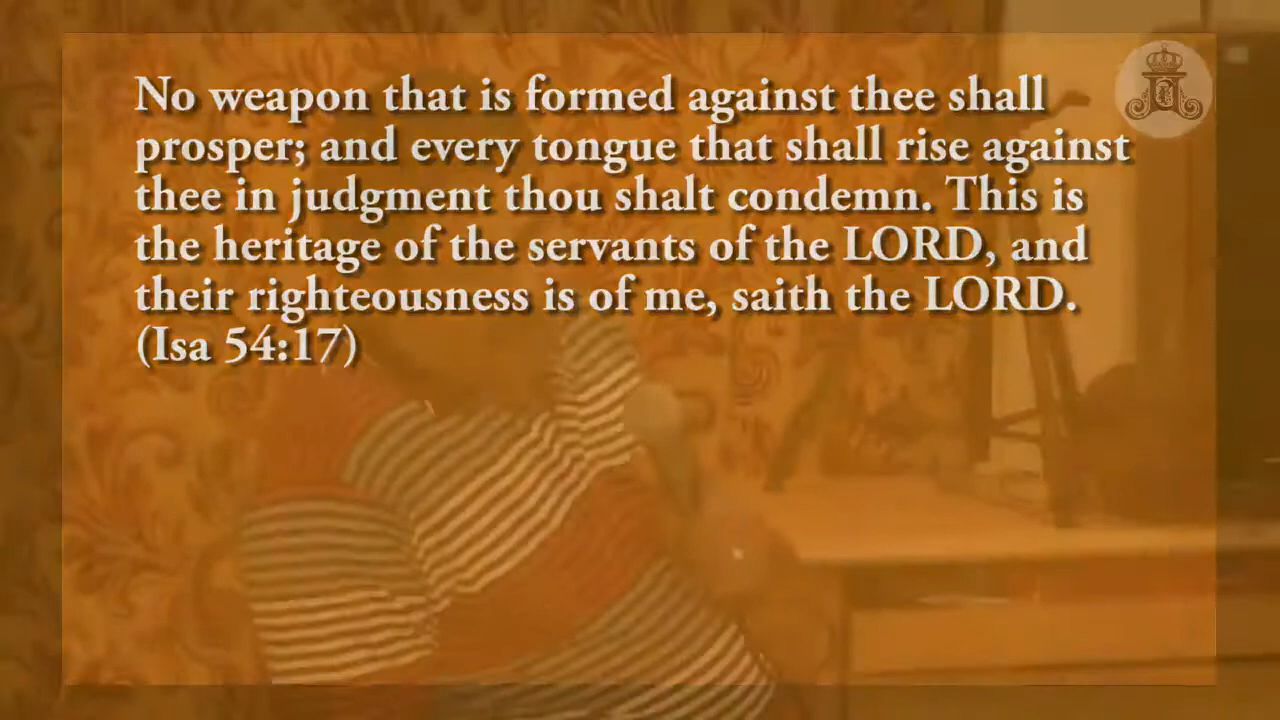 No weapon that is formed against thee shall
prosper; and every tongue that shall rise against
thee in judgment thou shalt condemn. This is
the heritage of the servants of the LORD, and
their righteousness is of me, saith the LORD.
(Isa 54:17)